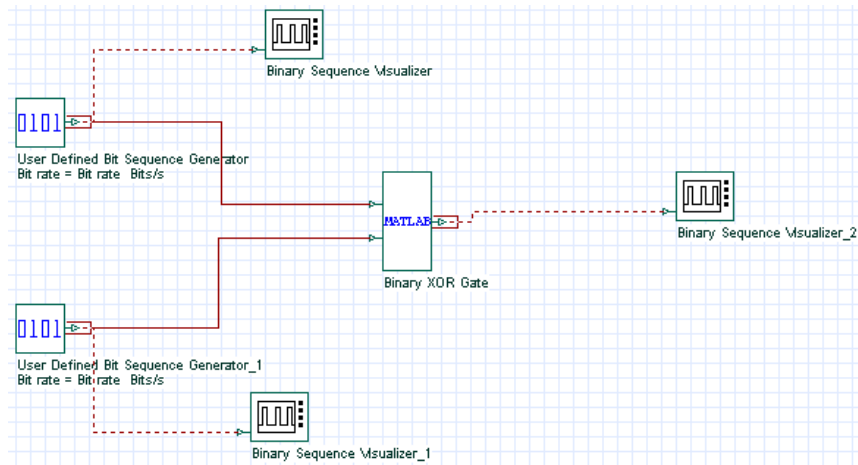 Binary Sequence Visualizer
0101
User Defined Bit Sequence Generator
Bit rate = Bit rate  Bits/s
MATLAB
Binary Sequence Visualizer_2
Binary XOR Gate
0101
User Defined Bit Sequence Generator_1
Bit rate = Bit rate  Bits/s
Binary Sequence Visualizer_1